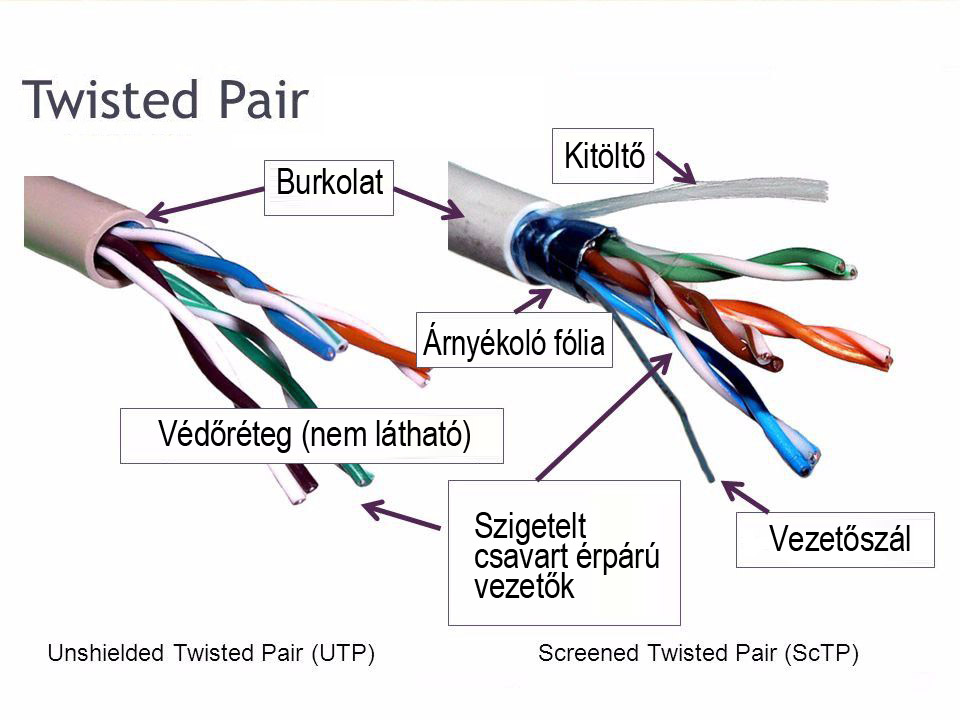 Twisted Pair
Kitöltő
Burkolat
Árnyékoló fólia
Védőréteg (nem látható)
Szigetelt
csavart érpárú
vezetők
Vezetőszál
Unshielded Twisted Pair (UTP)
Screened Twisted Pair (ScTP)